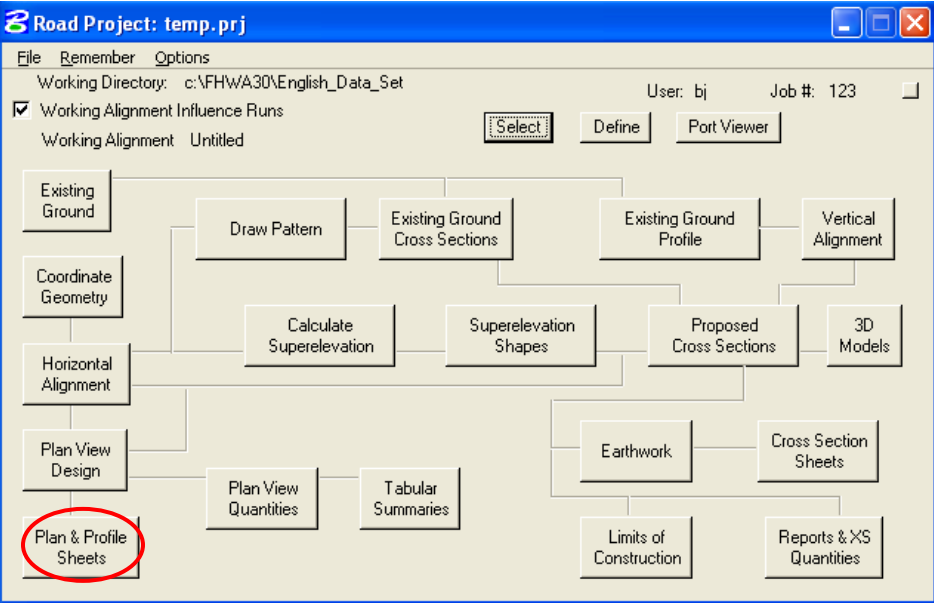 Road Project: temp.prj
File Remember Options
Working Directory: c:\FHWA30\English_Data_Set
User: bj Job #: 123
Working Alignment Influence Runs
Select Define Port Viewer
Working Alignment Untitled
Existing
Ground
Draw Pattern
Existing Ground
Cross Sections
Existing Ground
Profile
Vertical
Alignment
Coordinate
Geometry
Calculate
Superelevation
Superelevation
Shapes
Proposed
Cross Sections
3D
Models
Horizontal
Alignment
Plan View
Design
Earthwork
Cross Section
Sheets
Plan View
Quantities
Tabular
Summaries
Plan & Profile
Sheets
Limits of
Construction
Reports & XS
Quantities